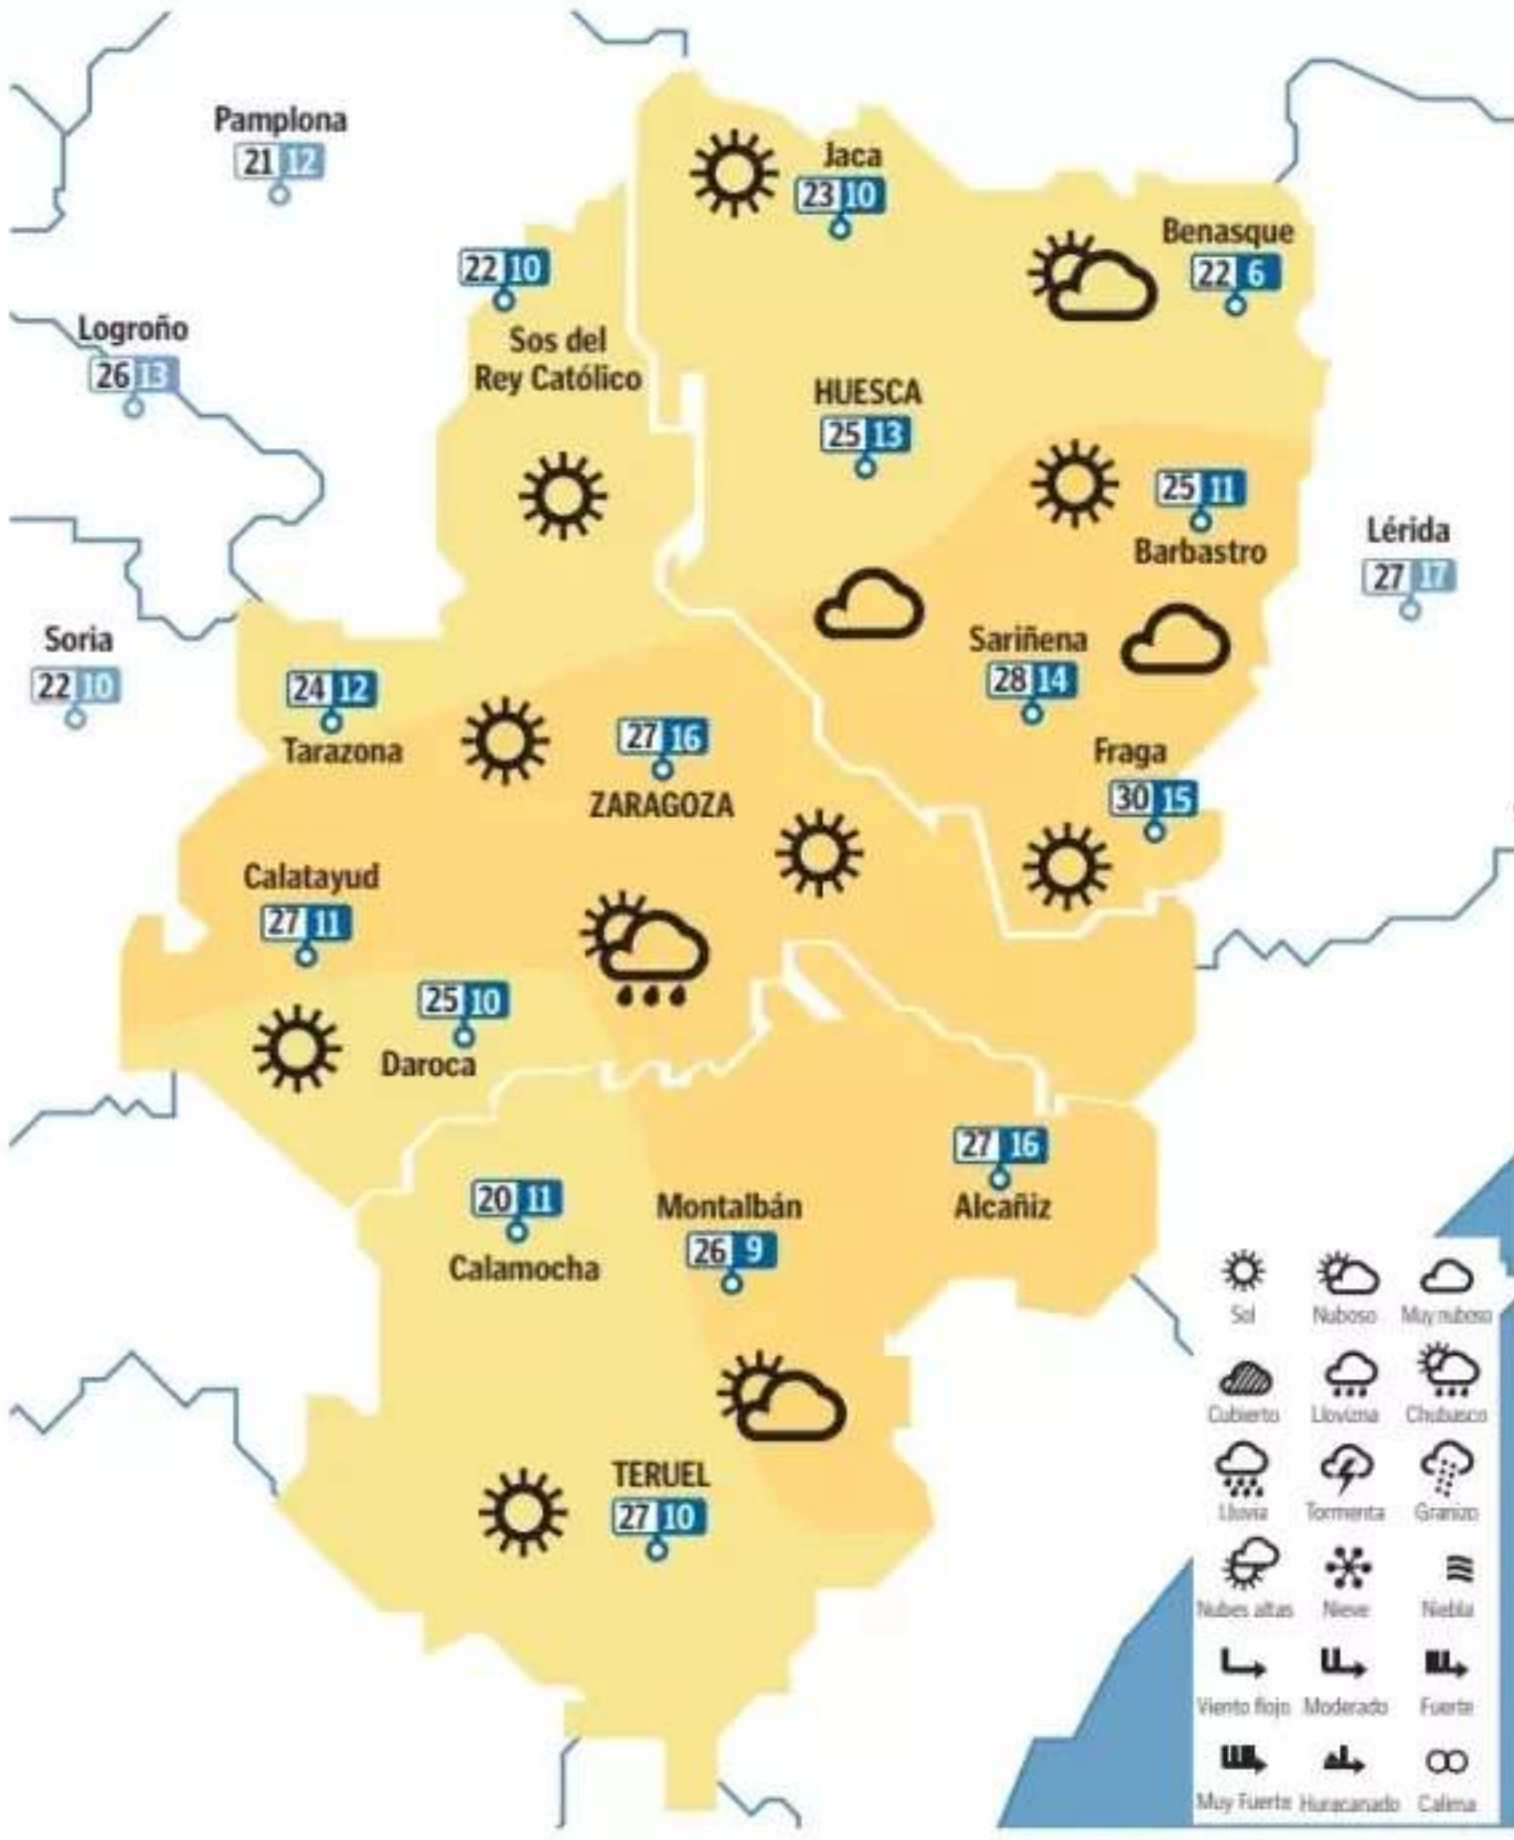 Pamplona
21 12
Jaca
23 10
Benasque
22 6
22 10
Sos del
Rey Católico
Logroño
26 13
HUESCA
25 13
25 11
Barbastro
Lérida
27 17
Soria
22 10
Sariñena
28 14
24 12
Tarazona
27 16
ZARAGOZA
Fraga
30 15
Calatayud
27 11
25 10
Daroca
27 16
Alcañiz
20 11
Calamocha
Montalbán
26 9
TERUEL
27 10
Sol Nuboso Muy nuboso
Cubierto Llovizna Chubasco
Lluvia Tormenta Granizo
Nubes altas Nieve Niebla
Viento flojo Moderado Fuerte
Muy Fuerte Huracanado Calima